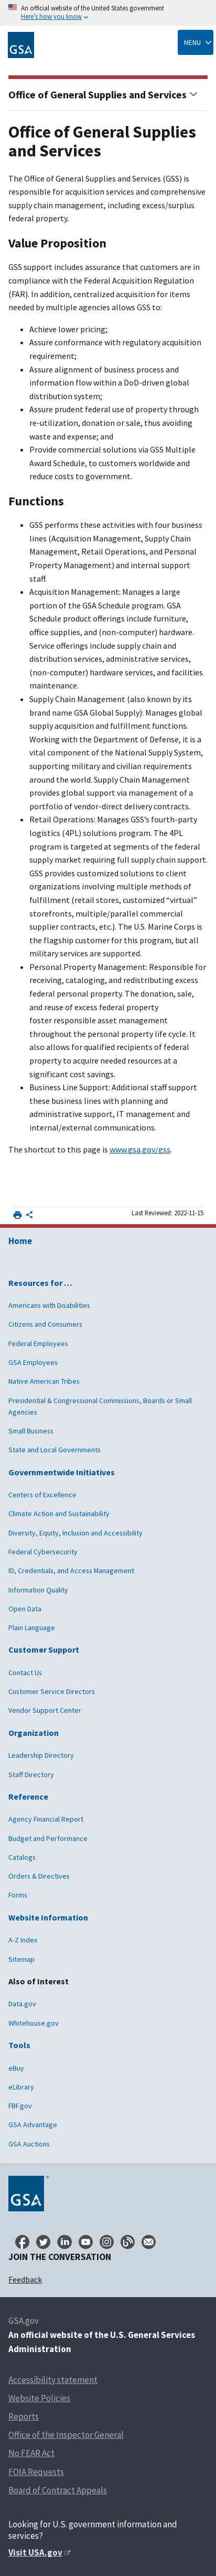 An official website of the United States government
Here's how you know
GSA
MENU
Office of General Supplies and Services
Office of General Supplies
and Services
The Office of General Supplies and Services (GSS) is
responsible for acquisition services and comprehensive
supply chain management, including excess/surplus
federal property.
Value Proposition
GSS support includes assurance that customers are in
compliance with the Federal Acquisition Regulation
(FAR). In addition, centralized acquisition for items
needed by multiple agencies allows GSS to:
• Achieve lower pricing;
• Assure conformance with regulatory acquisition
requirement;
• Assure alignment of business process and
information flow within a DoD-driven global
distribution system;
• Assure prudent federal use of property through
re-utilization, donation or sale, thus avoiding
waste and expense; and
• Provide commercial solutions via GSS Multiple
Award Schedule, to customers worldwide and
reduce costs to government.
Functions
• GSS performs these activities with four business
lines (Acquisition Management, Supply Chain
Management, Retail Operations, and Personal
Property Management) and internal support
staff.
• Acquisition Management: Manages a large
portion of the GSA Schedule program. GSA
Schedule product offerings include furniture,
office supplies, and (non-computer) hardware.
Service offerings include supply chain and
distribution services, administrative services,
(non-computer) hardware services, and facilities
maintenance.
• Supply Chain Management (also known by its
brand name GSA Global Supply): Manages global
supply acquisition and fulfillment functions.
Working with the Department of Defense, it is a
vital component of the National Supply System,
supporting military and civilian requirements
around the world. Supply Chain Management
provides global support via management of a
portfolio of vendor-direct delivery contracts.
• Retail Operations: Manages GSS’s fourth-party
logistics (4PL) solutions program. The 4PL
program is targeted at segments of the federal
supply market requiring full supply chain support.
GSS provides customized solutions to client
organizations involving multiple methods of
fulfillment (retail stores, customized “virtual”
storefronts, multiple/parallel commercial
supplier contracts, etc.). The U.S. Marine Corps is
the flagship customer for this program, but all
military services are supported.
• Personal Property Management: Responsible for
receiving, cataloging, and redistributing excess
federal personal property. The donation, sale,
and reuse of excess federal property
foster responsible asset management
throughout the personal property life cycle. It
also allows for expedited removal of excess
property to acquire need resources at a
significant cost savings.
• Business Line Support: Additional staff support
these business lines in planning and
administrative support, IT management and
internal/external communications.
The shortcut to this page is www.gsa.gov/gss.
Last Reviewed: 2022-11-15
Home
Resources for …
Americans with Disabilities
Citizens and Consumers
Federal Employees
GSA Employees
Native American Tribes
Presidential & Congressional Commissions, Boards or Small
Agencies
Small Business
State and Local Governments
Governmentwide Initiatives
Centers of Excellence
Climate Action and Sustainability
Diversity, Equity, Inclusion and Accessibility
Federal Cybersecurity
ID, Credentials, and Access Management
Information Quality
Open Data
Plain Language
Customer Support
Contact Us
Customer Service Directors
Vendor Support Center
Organization
Leadership Directory
Staff Directory
Reference
Agency Financial Report
Budget and Performance
Catalogs
Orders & Directives
Forms
Website Information
A-Z Index
Sitemap
Also of Interest
Data.gov
Whitehouse.gov
Tools
eBuy
eLibrary
FBF.gov
GSA Advantage
GSA Auctions
GSA
JOIN THE CONVERSATION
Feedback
GSA.gov
An official website of the U.S. General Services
Administration
Accessibility statement
Website Policies
Reports
Office of the Inspector General
No FEAR Act
FOIA Requests
Board of Contract Appeals
Looking for U.S. government information and
services?
Visit USA.gov